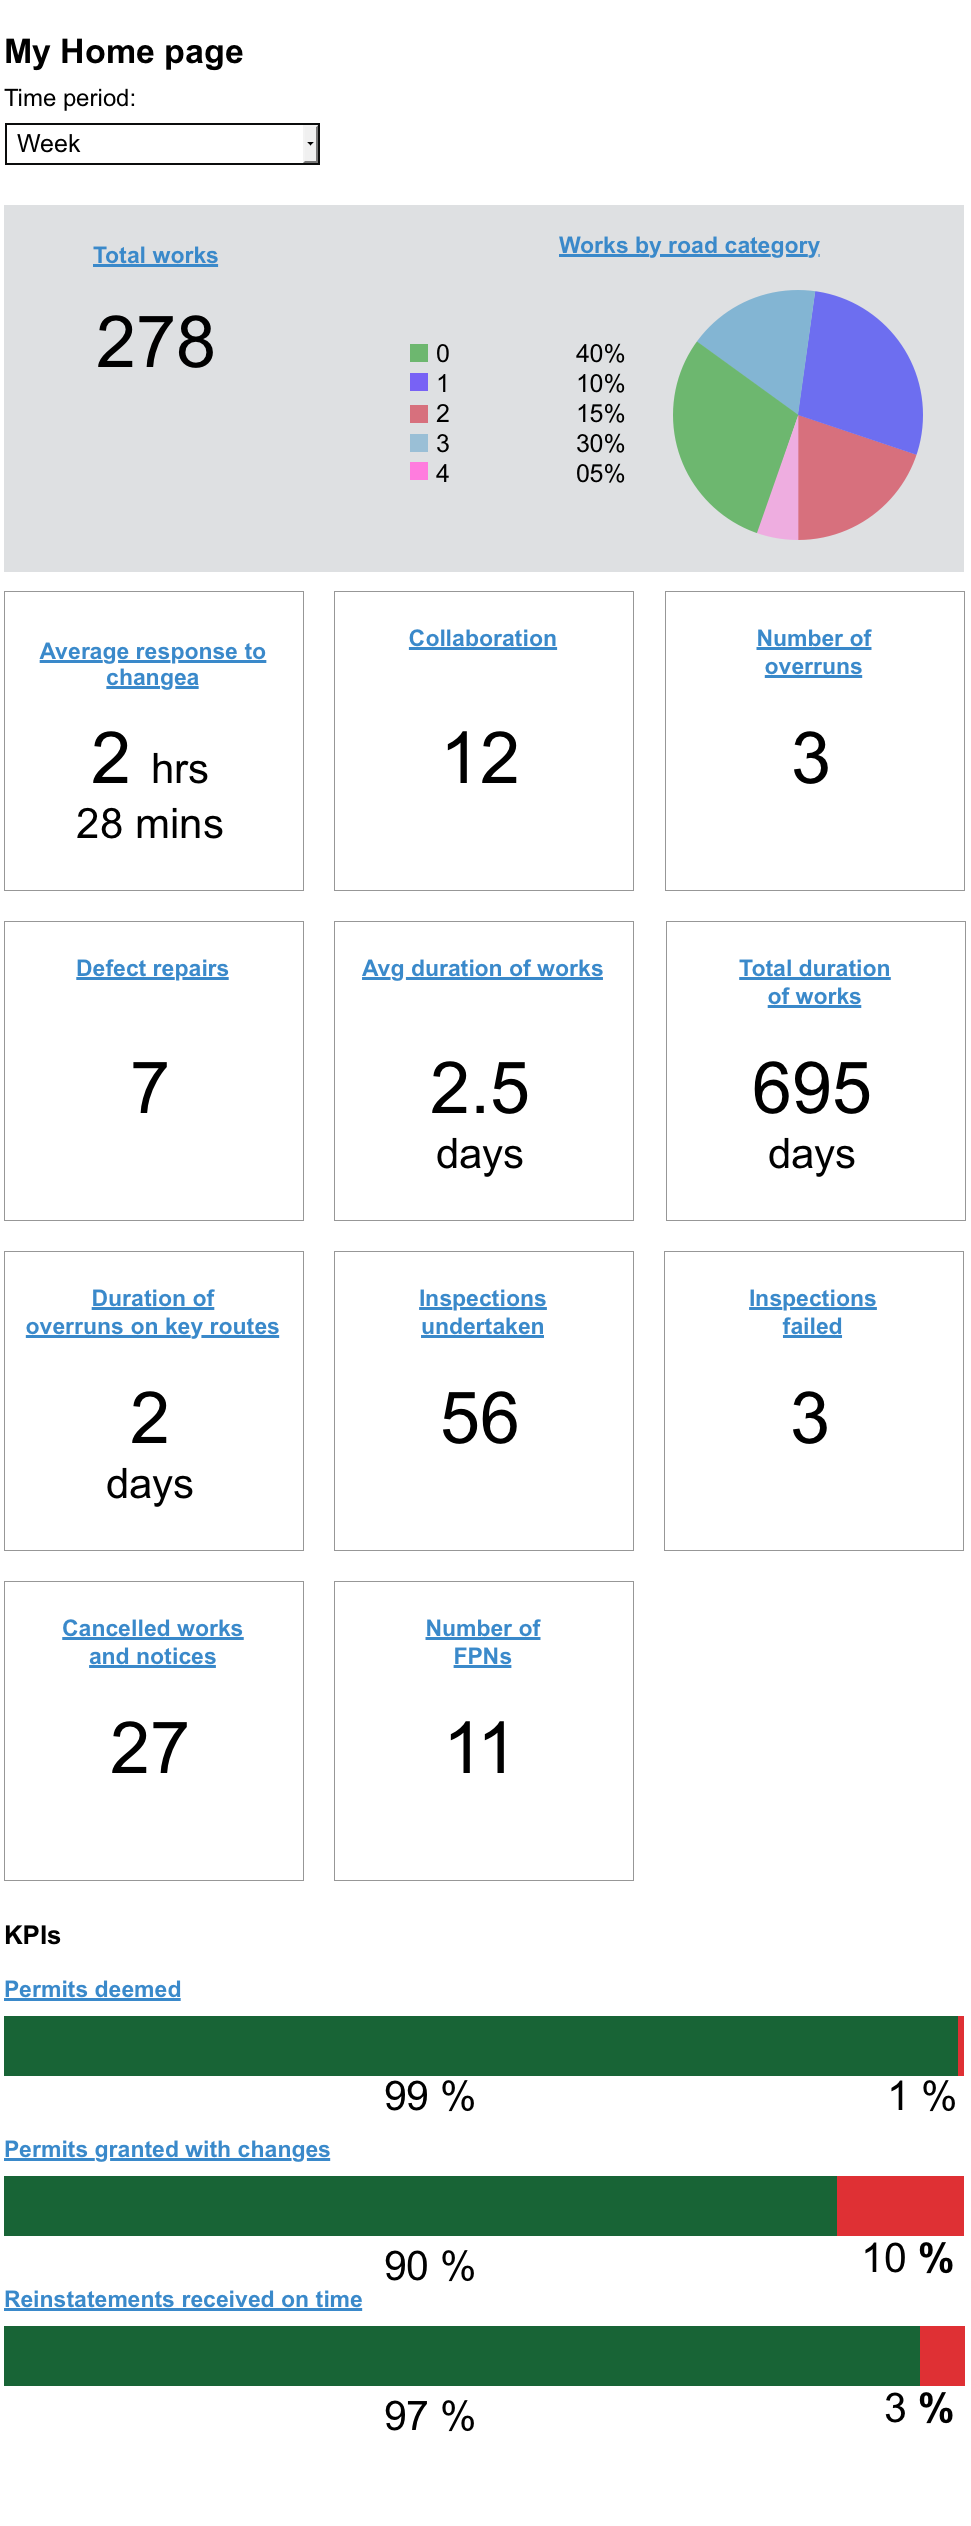 My Home page
Time period:
Week
Total works
278
Works by road category
0 40%
1 10%
2 15%
3 30%
4 05%
Average response to
changea
2 hrs
28 mins
Collaboration
12
Number of
overruns
3
Defect repairs
7
Avg duration of works
2.5
days
Total duration
of works
695
days
Duration of
overruns on key routes
2
days
Inspections
undertaken
56
Inspections
failed
3
Cancelled works
and notices
27
Number of
FPNs
11
KPIs
Permits deemed
99 % 1 %
Permits granted with changes
90 % 10 %
Reinstatements received on time
97 % 3 %